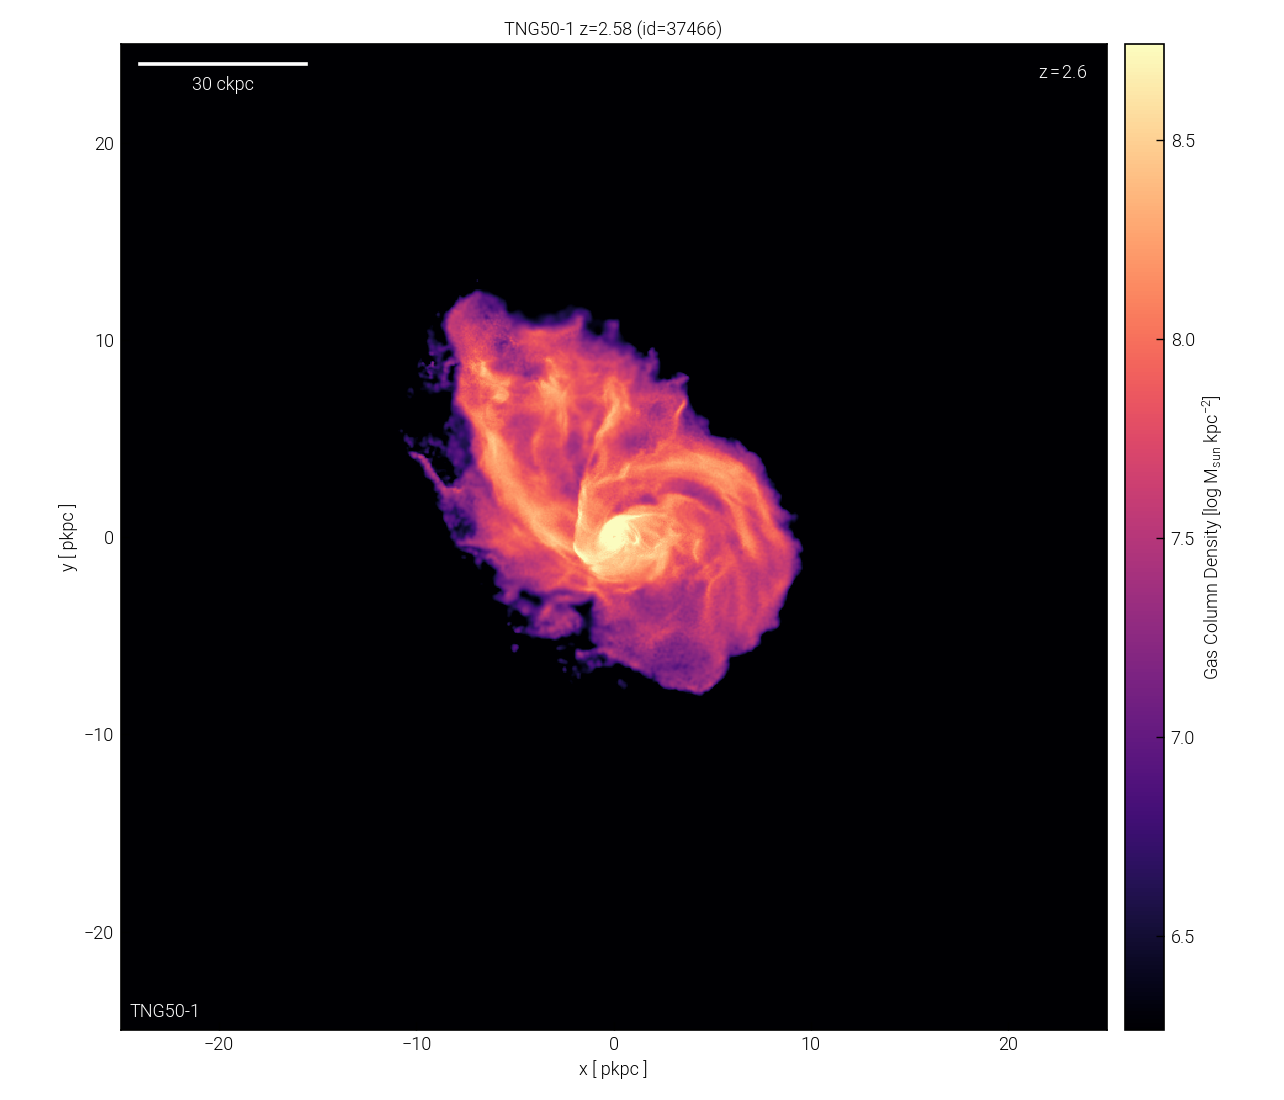 TNG50-1 z=2.58 (id=37466)
30 ckpc
z=2.6
TNG50-1
20
10
0
−10
−20
y [ pkpc ]
−20
−10
0
10
20
x [ pkpc ]
8.5
8.0
7.5
7.0
6.5
Gas Column Density [log M_sun kpc⁻²]